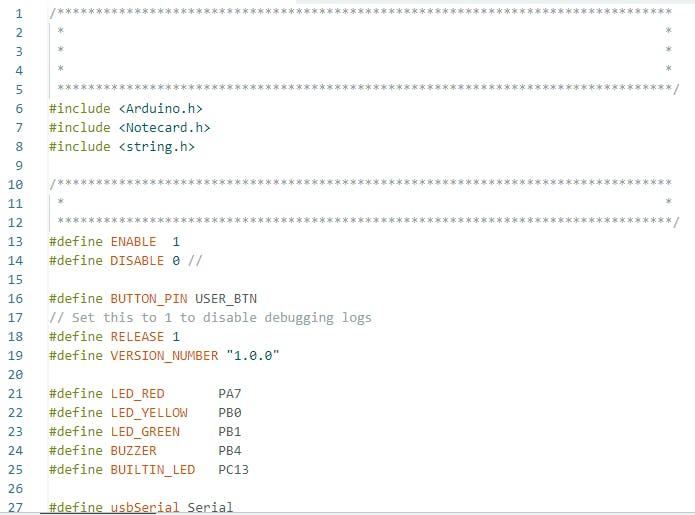 1 /********************************************************************************
2  *                                                                               *
3  *                                                                               *
4  *                                                                               *
5  ********************************************************************************/
6 #include <Arduino.h>
7 #include <Notecard.h>
8 #include <string.h>
9
10 /********************************************************************************
11  *                                                                               *
12  ********************************************************************************/
13 #define ENABLE  1
14 #define DISABLE 0 //
15
16 #define BUTTON_PIN USER_BTN
17 // Set this to 1 to disable debugging logs
18 #define RELEASE 1
19 #define VERSION_NUMBER "1.0.0"
20
21 #define LED_RED       PA7
22 #define LED_YELLOW    PB0
23 #define LED_GREEN     PB1
24 #define BUZZER        PB4
25 #define BUILTIN_LED   PC13
26
27 #define usbSerial Serial